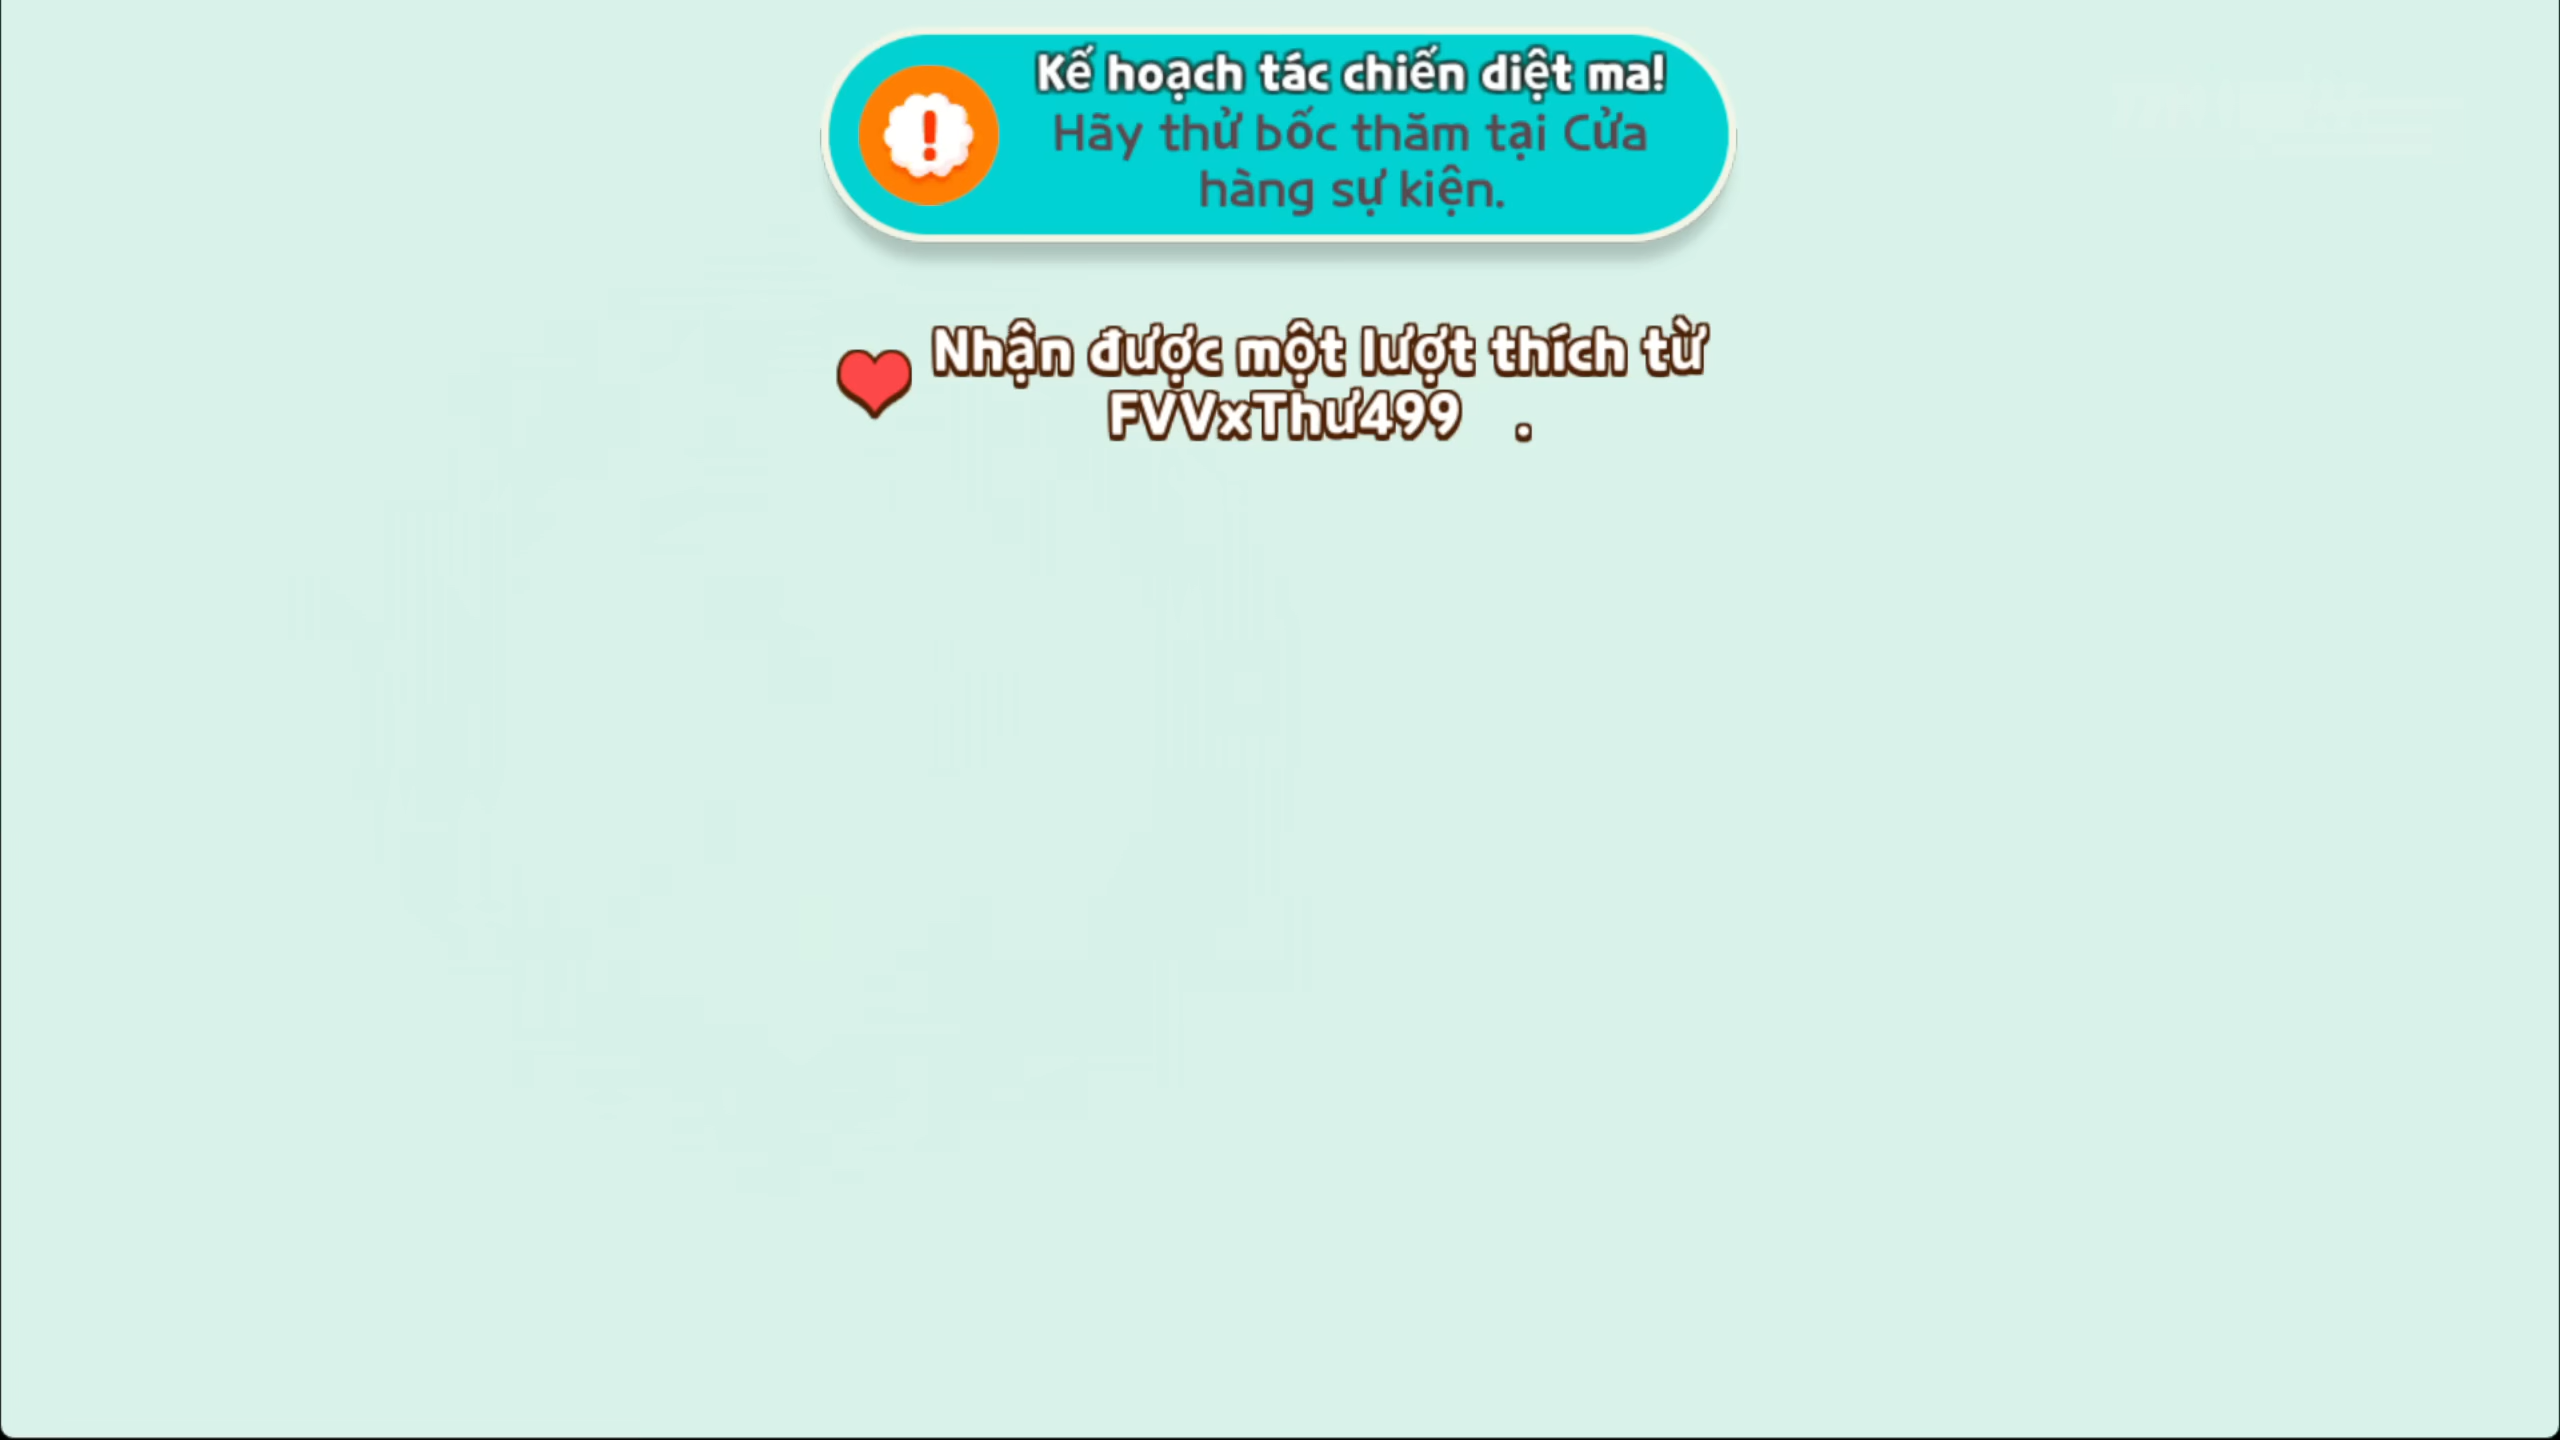 Kế hoạch tác chiến diệt ma!
Hãy thử bốc thăm tại Cửa
hàng sự kiện.
Nhận được một lượt thích từ
FVVxThư499 .